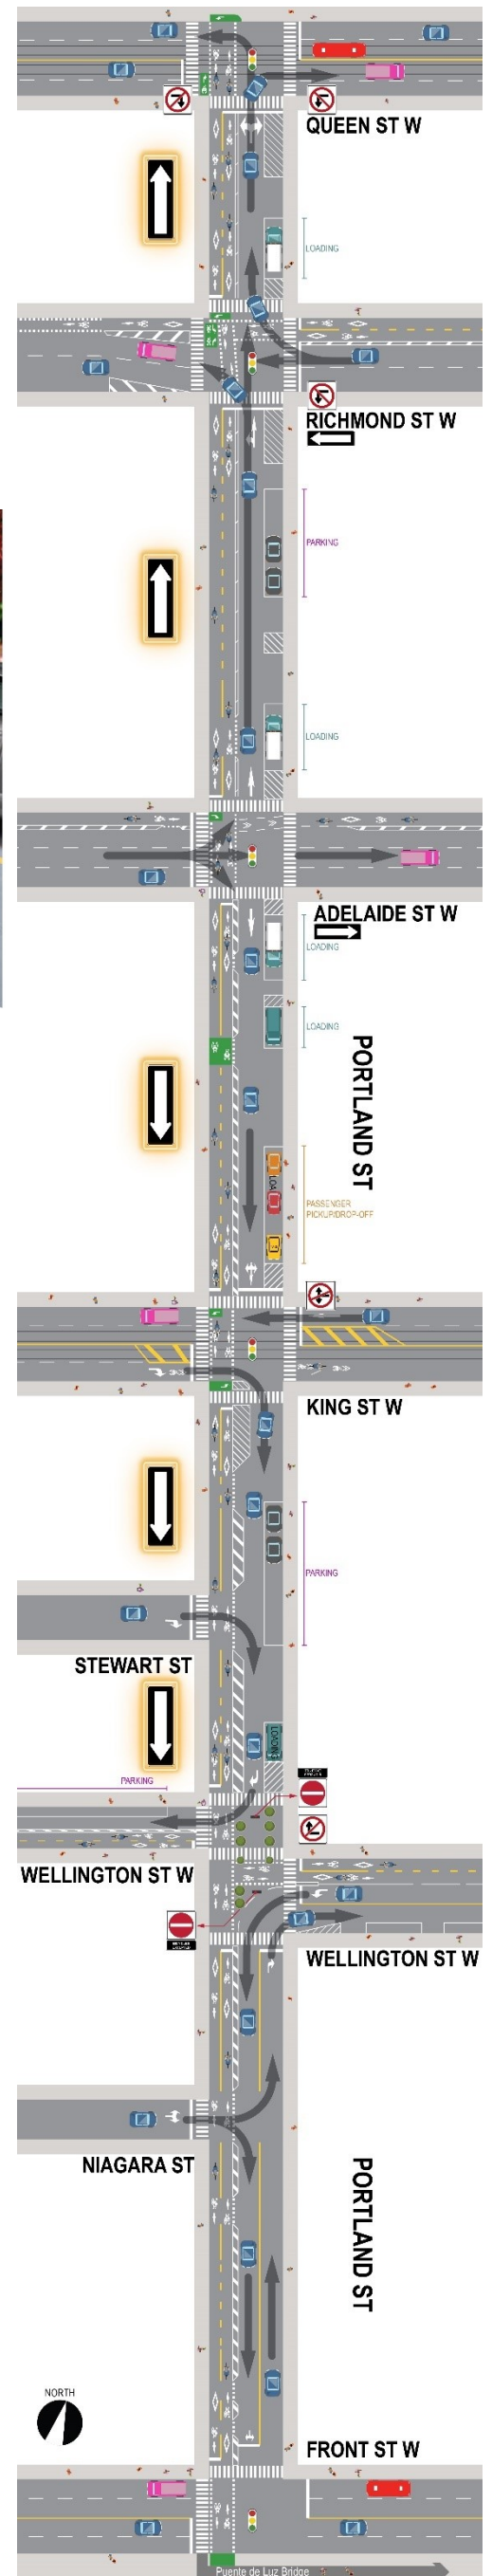 QUEEN ST W
LOADING
RICHMOND ST W
PARKING
LOADING
ADELAIDE ST W
LOADING
LOADING
PORTLAND ST
LOA
PASSENGER
PICKUP/DROP-OFF
KING ST W
PARKING
STEWART ST
LOADING
PARKING
WELLINGTON ST W
WELLINGTON ST W
NIAGARA ST
PORTLAND ST
NORTH
FRONT ST W
Puente de Luz Bridge